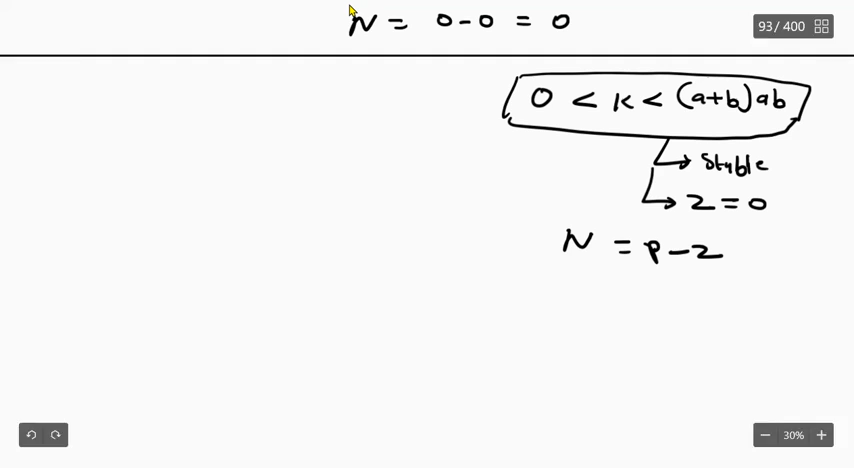 N = 0 - 0 = 0
93 / 400
0 < K < (a+b) ab
Stable
Z = 0
N = P - Z
30%